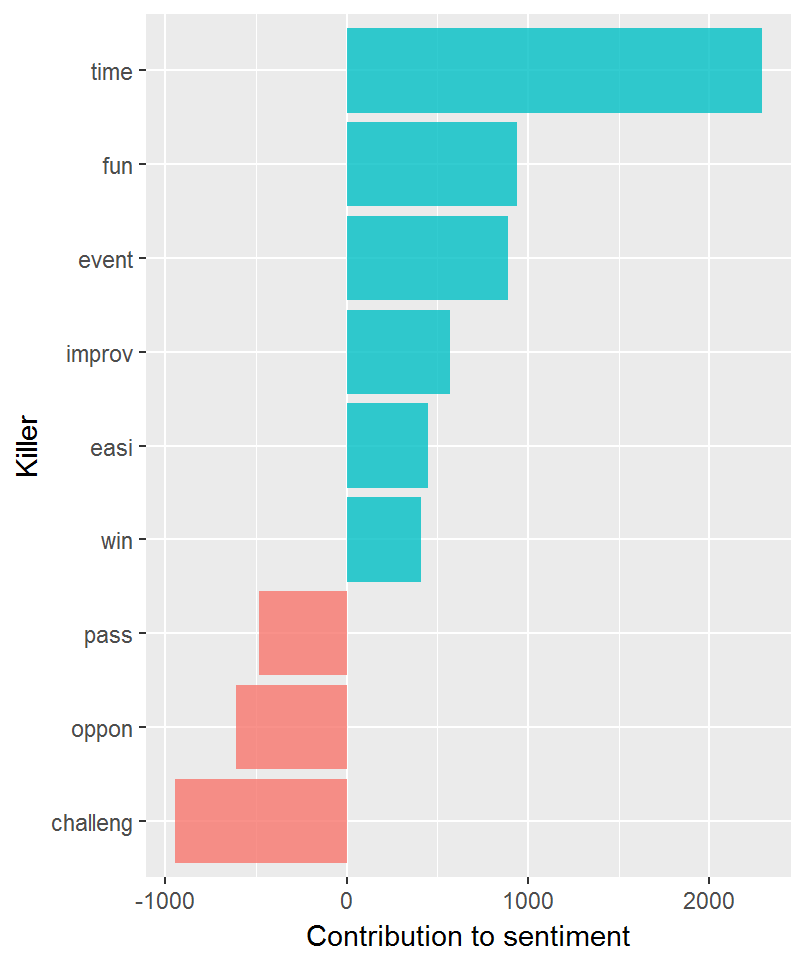 time
fun
event
improv
easi
win
pass
oppon
challeng
Killer
-1000 0 1000 2000
Contribution to sentiment